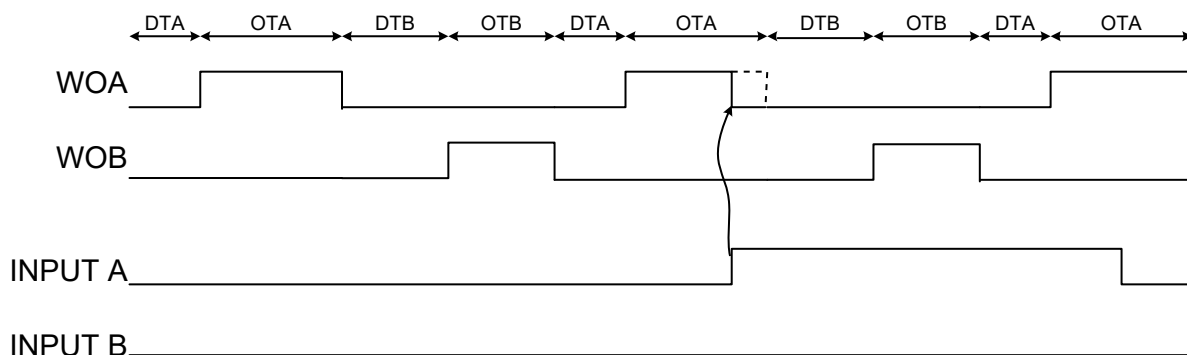 DTA OTA DTB OTB DTA OTA DTB OTB DTA OTA
WOA
WOB
INPUT A
INPUT B